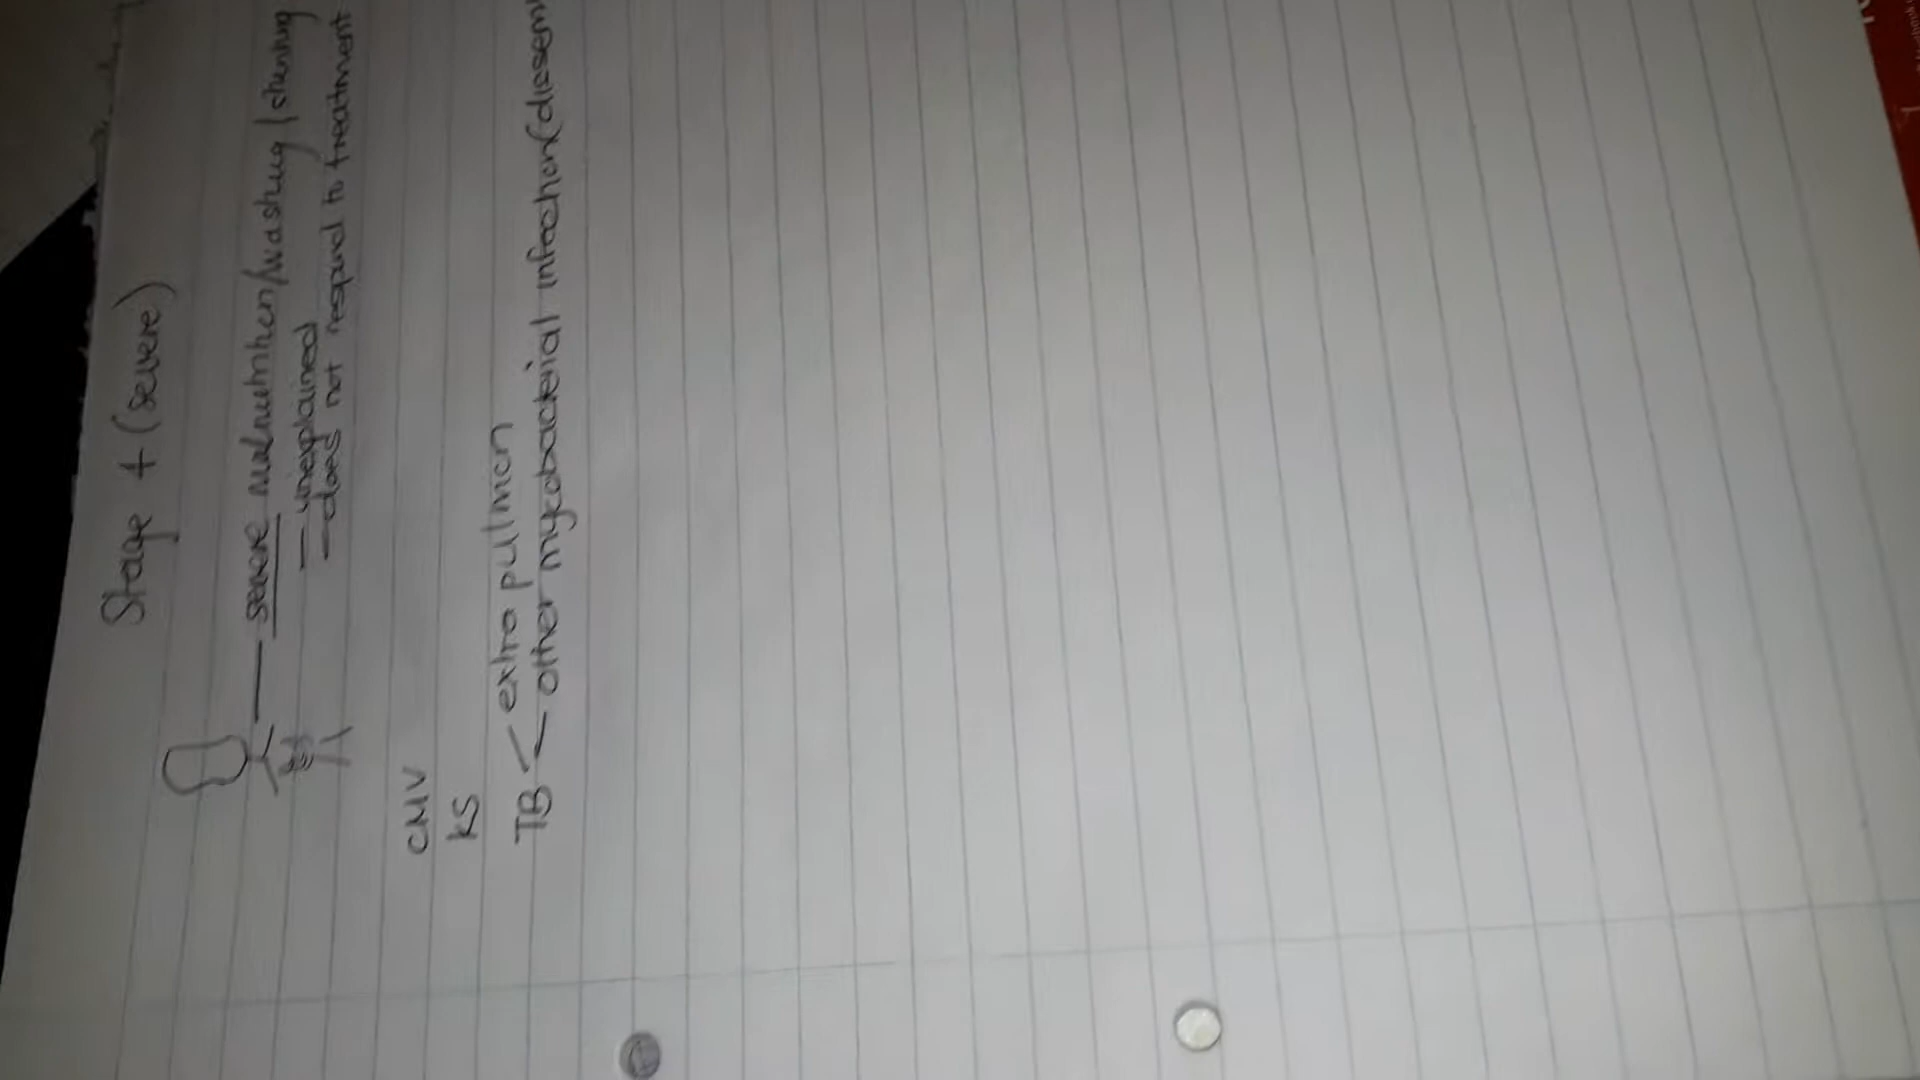 Stage 4 (severe)
severe malnutrition/wasting/stunting
— unexplained
— does not respond to treatment
CMV
KS
TB extra pulmon
other mycobacterial infection (dissem